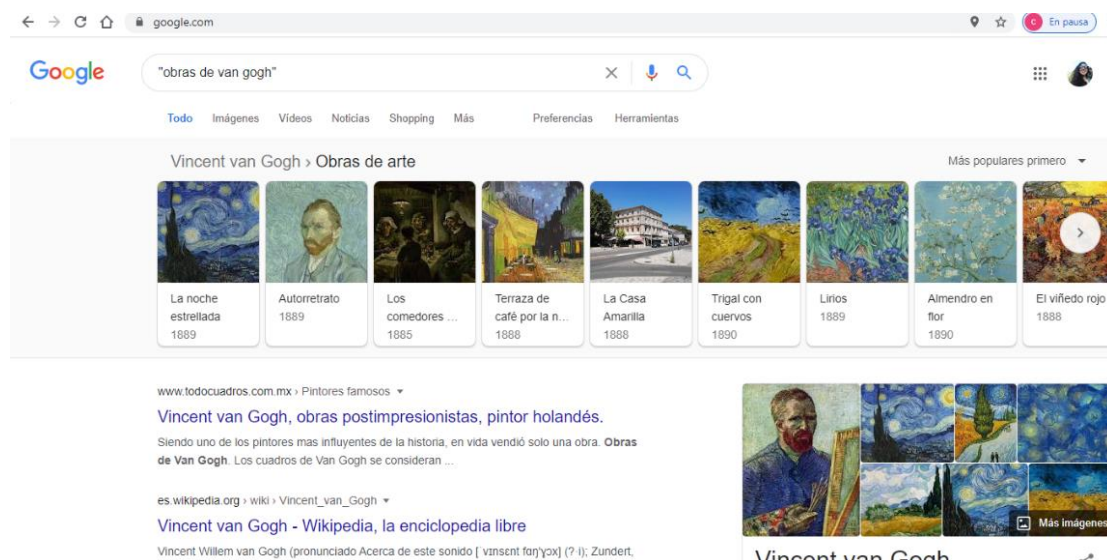 google.com
C
En pausa
Google
"obras de van gogh"
Todo Imágenes Vídeos Noticias Shopping Más Preferencias Herramientas
Vincent van Gogh › Obras de arte
Más populares primero
La noche
estrellada
1889
Autorretrato
1889
Los
comedores ...
1885
Terraza de
café por la n...
1888
La Casa
Amarilla
1888
Trigal con
cuervos
1890
Lirios
1889
Almendro en
flor
1890
El viñedo rojo
1888
www.todocuadros.com.mx › Pintores famosos
Vincent van Gogh, obras postimpresionistas, pintor holandés.
Siendo uno de los pintores mas influyentes de la historia, en vida vendió solo una obra. Obras
de Van Gogh. Los cuadros de Van Gogh se consideran ...
es.wikipedia.org › wiki › Vincent_van_Gogh
Vincent van Gogh - Wikipedia, la enciclopedia libre
Vincent Willem van Gogh (pronunciado Acerca de este sonido [ˈvɪnsɛnt fɑŋˈɣɔx] (? i); Zundert,
Más imágenes
Vincent van Gogh